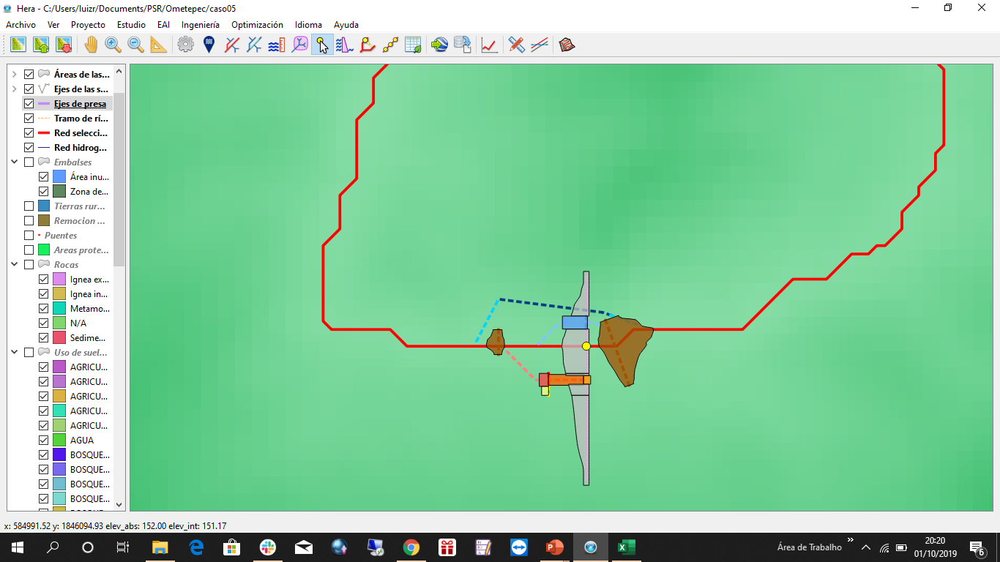 Hera - C:/Users/luizr/Documents/PSR/Ometepec/caso05
Archivo Ver Proyecto Estudio EAI Ingeniería Optimización Idioma Ayuda
Áreas de las...
Ejes de las s...
Ejes de presa
Tramo de rí...
Red selecci...
Red hidrog...
Embalses
Área inu...
Zona de...
Tierras rur...
Remocion ...
Puentes
Areas prote...
Rocas
Ignea ex...
Ignea in...
Metamo...
N/A
Sedime...
Uso de suel...
AGRICU...
AGRICU...
AGRICU...
AGRICU...
AGRICU...
AGUA
BOSQUE...
BOSQUE...
BOSQUE...
BOSQUE...
x: 584991.52 y: 1846094.93 elev_abs: 152.00 elev_int: 151.17
Área de Trabalho
20:20
01/10/2019
6